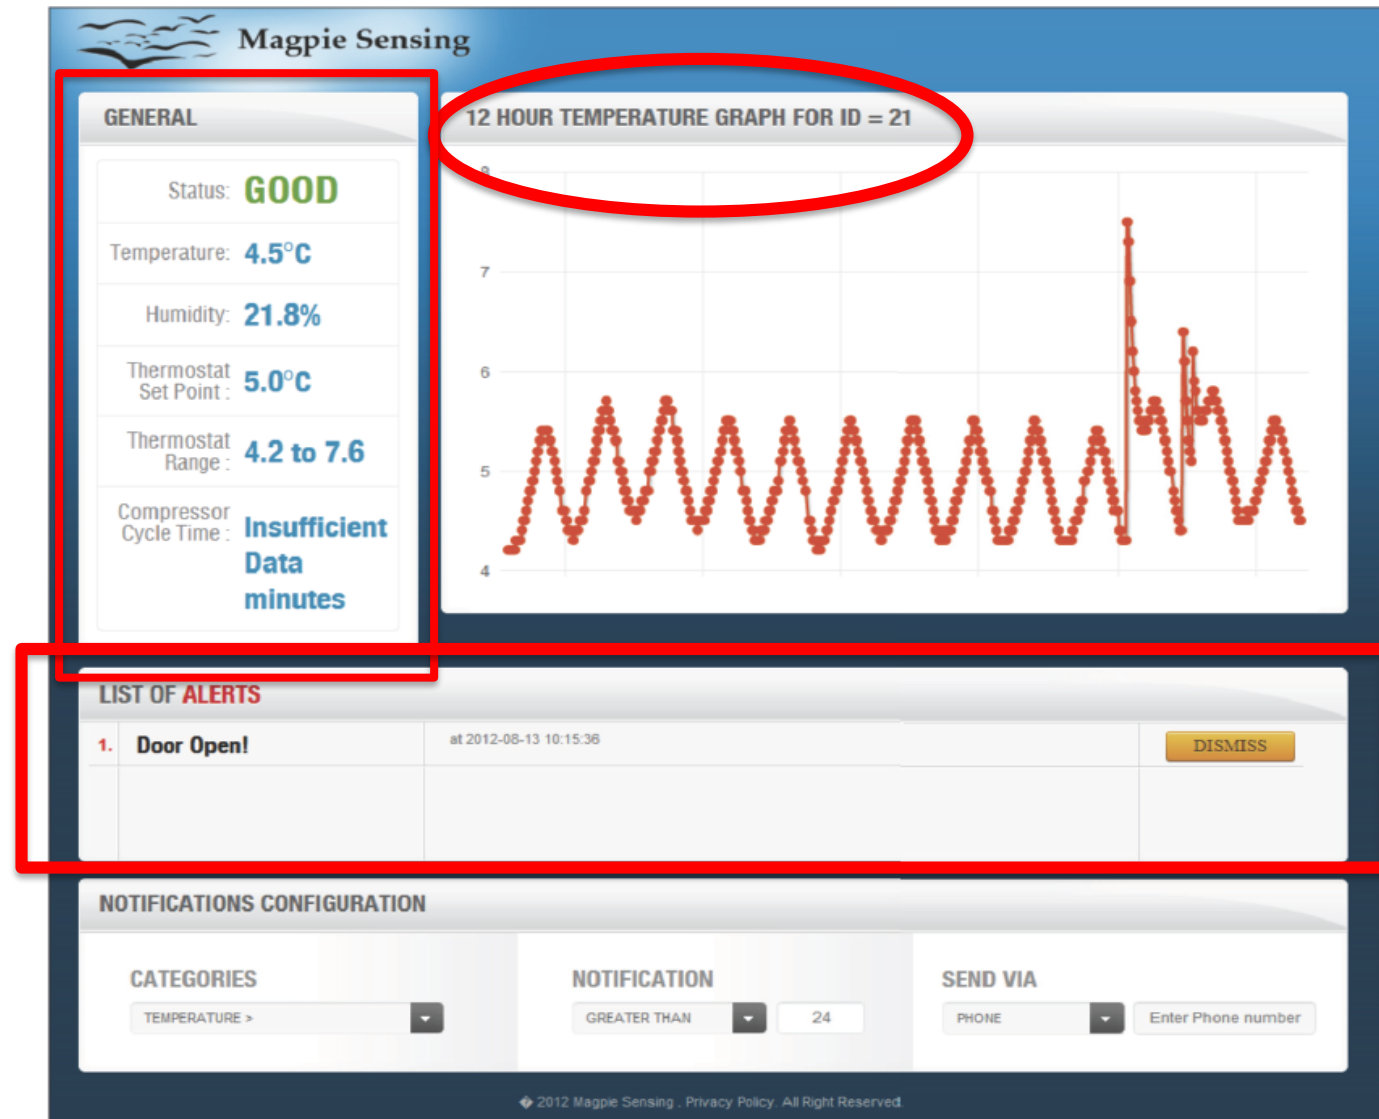 Magpie Sensing
GENERAL
Status: GOOD
Temperature: 4.5°C
Humidity: 21.8%
Thermostat
Set Point : 5.0°C
Thermostat
Range : 4.2 to 7.6
Compressor
Cycle Time : Insufficient
Data
minutes
12 HOUR TEMPERATURE GRAPH FOR ID = 21
8
7
6
5
4
LIST OF ALERTS
1. Door Open! at 2012-08-13 10:15:36 DISMISS
NOTIFICATIONS CONFIGURATION
CATEGORIES NOTIFICATION SEND VIA
TEMPERATURE > GREATER THAN 24 PHONE Enter Phone number
� 2012 Magpie Sensing . Privacy Policy. All Right Reserved.